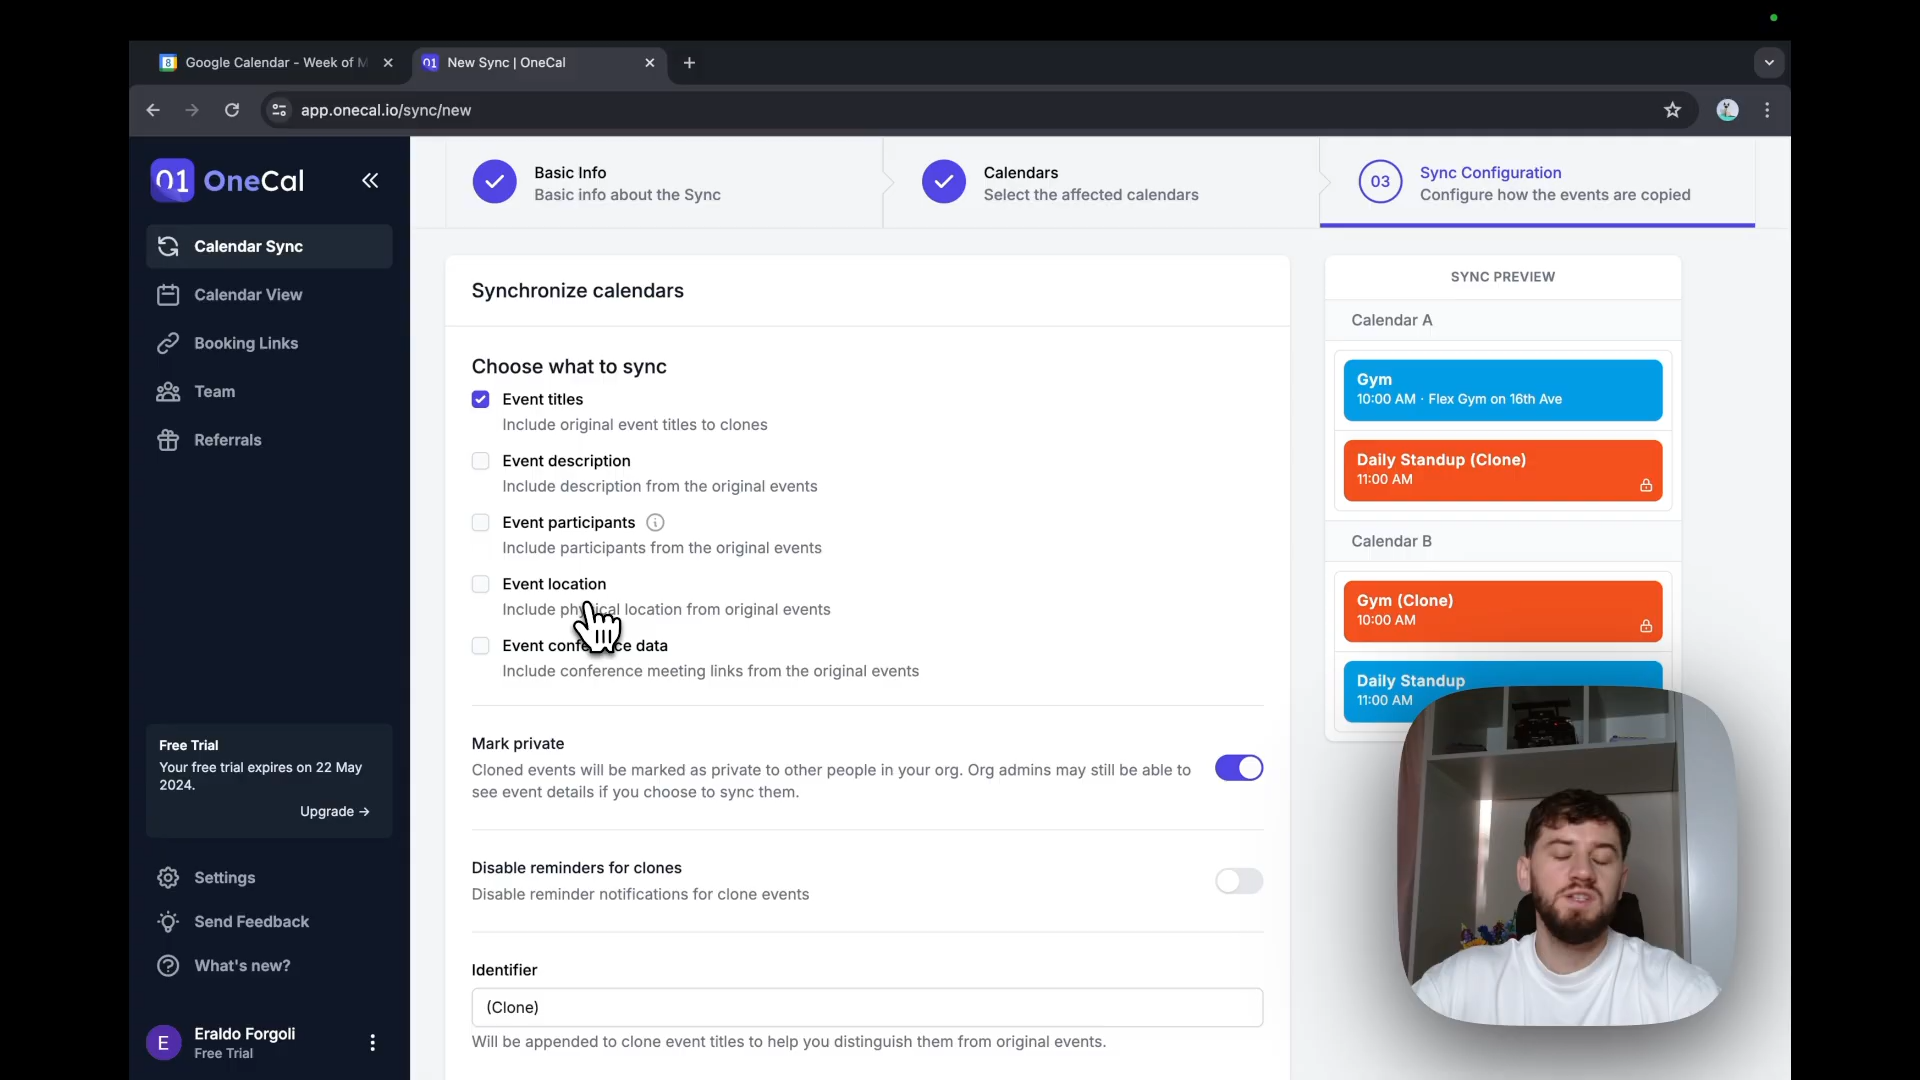 Google Calendar - Week of M
New Sync | OneCal
app.onecal.io/sync/new
01 OneCal
Calendar Sync
Calendar View
Booking Links
Team
Referrals
Free Trial
Your free trial expires on 22 May
2024.
Upgrade →
Settings
Send Feedback
What's new?
E
Eraldo Forgoli
Free Trial
Basic Info
Basic info about the Sync
Calendars
Select the affected calendars
03
Sync Configuration
Configure how the events are copied
Synchronize calendars
Choose what to sync
Event titles
Include original event titles to clones
Event description
Include description from the original events
Event participants
Include participants from the original events
Event location
Include physical location from original events
Event conference data
Include conference meeting links from the original events
Mark private
Cloned events will be marked as private to other people in your org. Org admins may still be able to
see event details if you choose to sync them.
Disable reminders for clones
Disable reminder notifications for clone events
Identifier
(Clone)
Will be appended to clone event titles to help you distinguish them from original events.
SYNC PREVIEW
Calendar A
Gym
10:00 AM · Flex Gym on 16th Ave
Daily Standup (Clone)
11:00 AM
Calendar B
Gym (Clone)
10:00 AM
Daily Standup
11:00 AM